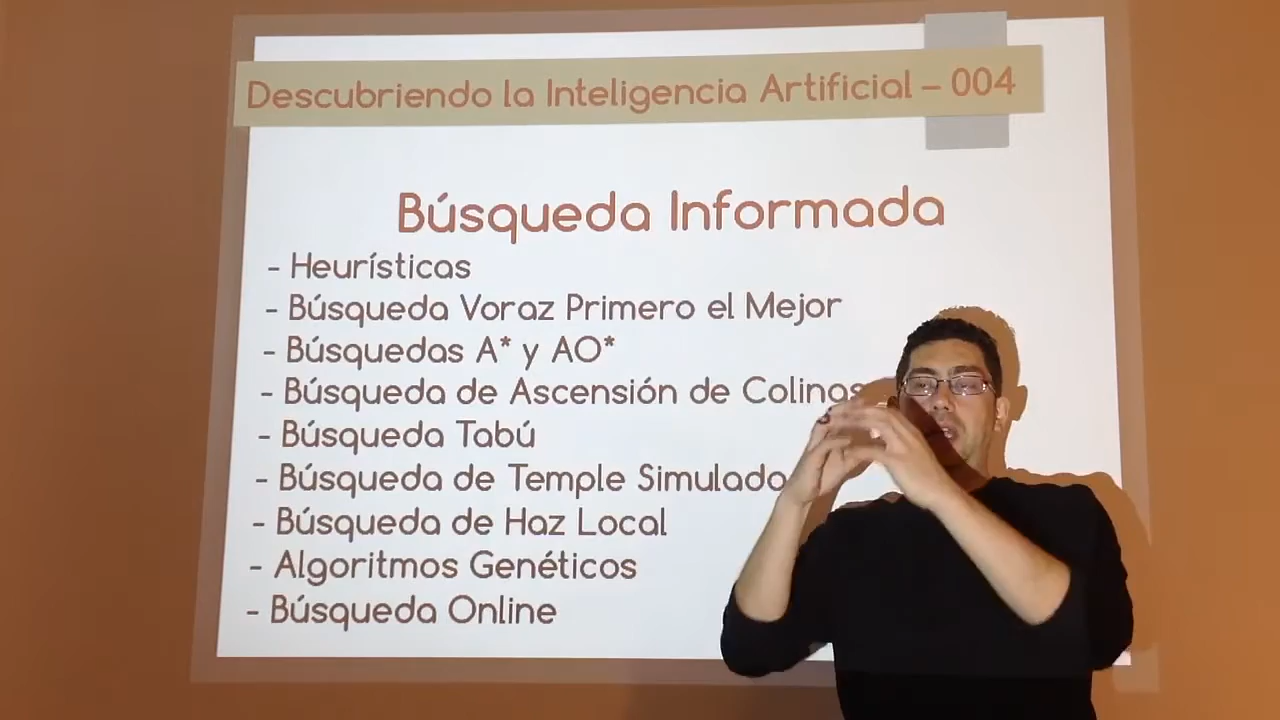 Descubriendo la Inteligencia Artificial – 004
Búsqueda Informada
- Heurísticas
- Búsqueda Voraz Primero el Mejor
- Búsquedas A* y AO*
- Búsqueda de Ascensión de Colinas
- Búsqueda Tabú
- Búsqueda de Temple Simulado
- Búsqueda de Haz Local
- Algoritmos Genéticos
- Búsqueda Online